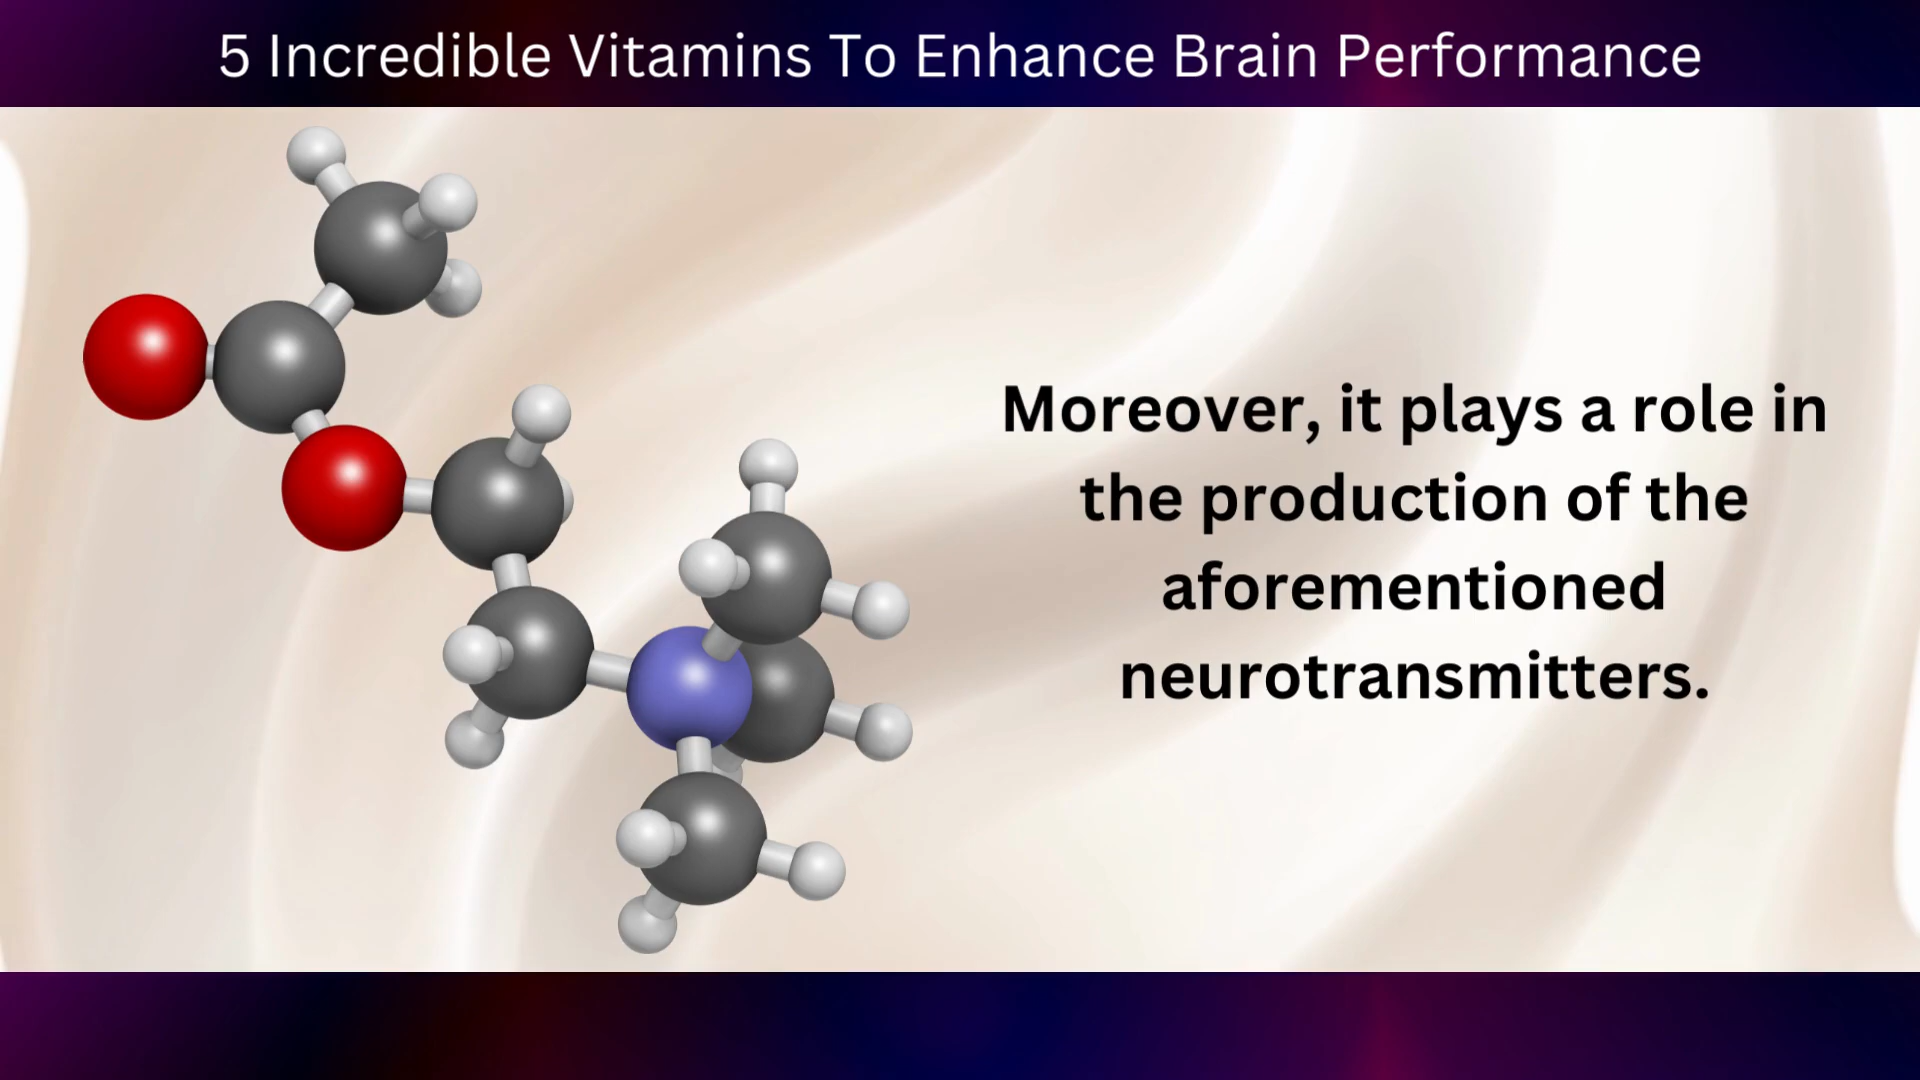 5 Incredible Vitamins To Enhance Brain Performance
Moreover, it plays a role in
the production of the
aforementioned
neurotransmitters.